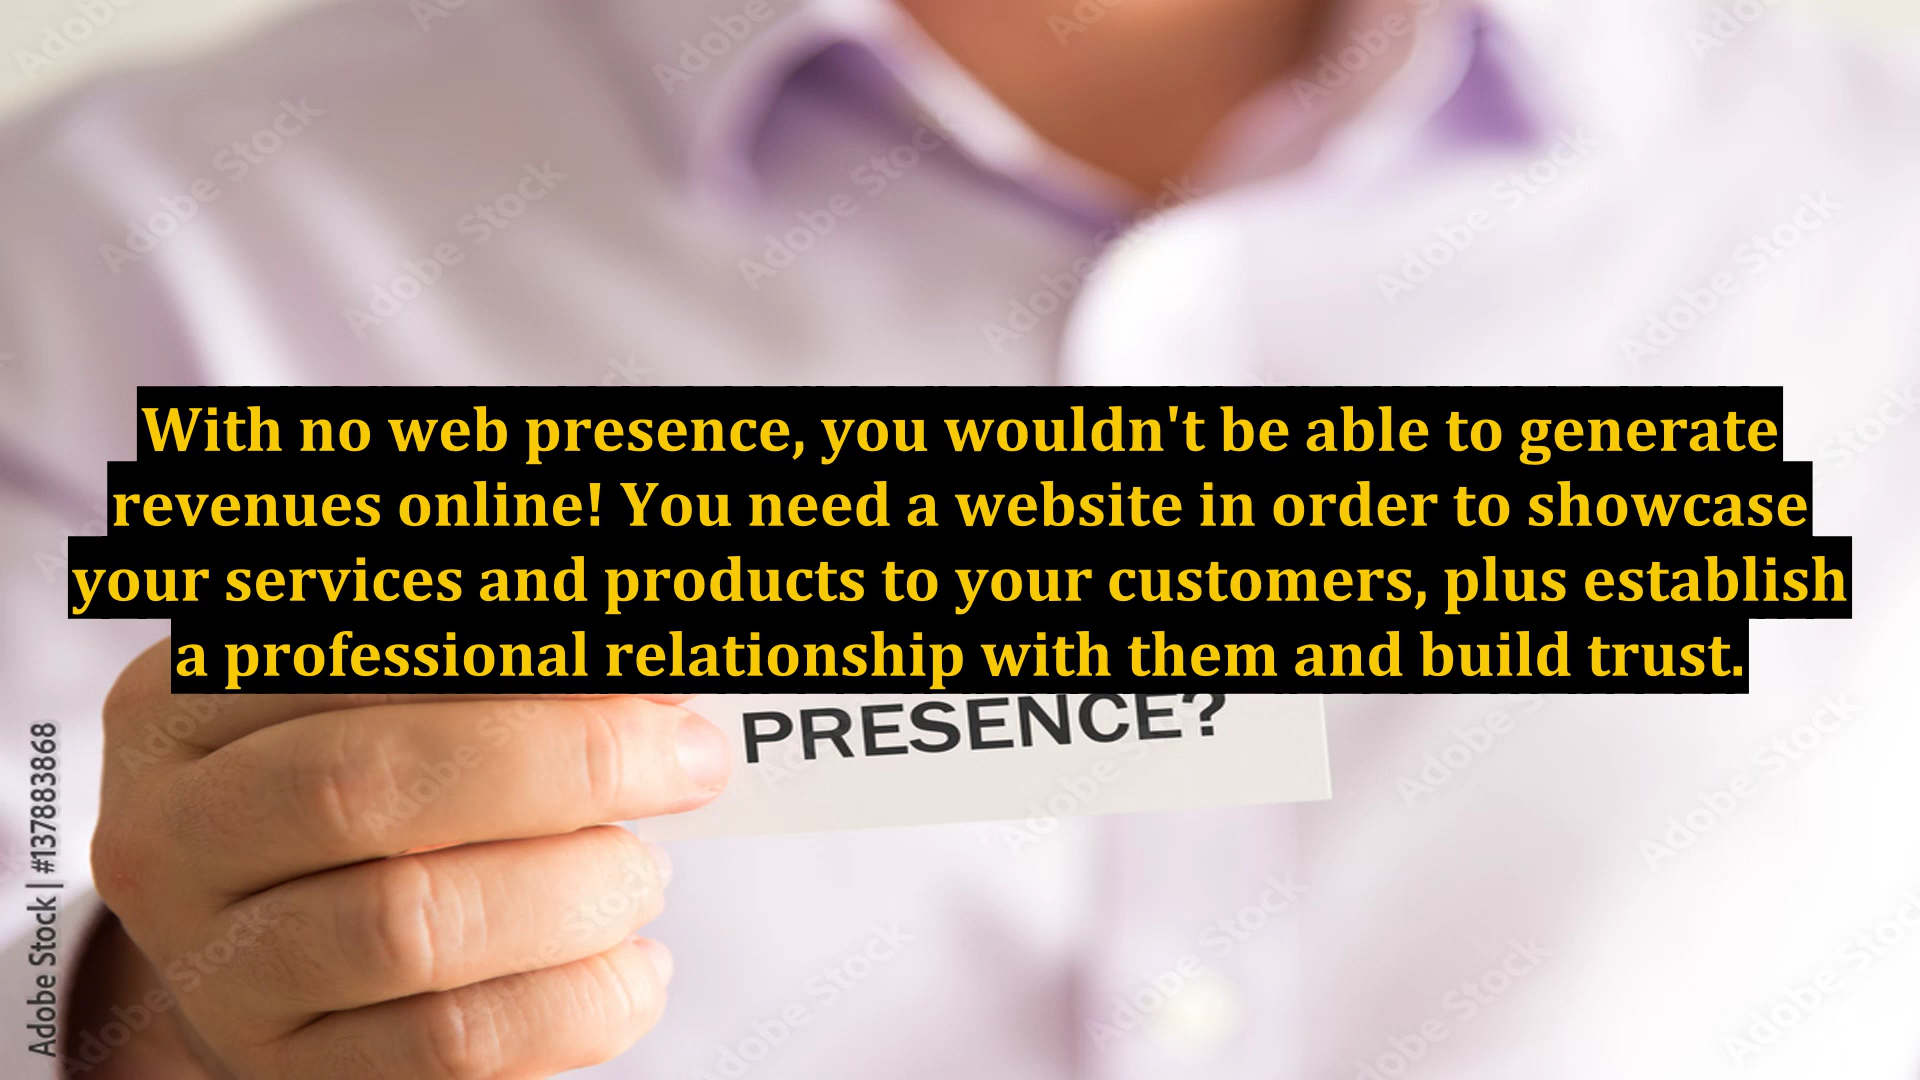 With no web presence, you wouldn't be able to generate
revenues online! You need a website in order to showcase
your services and products to your customers, plus establish
a professional relationship with them and build trust.
PRESENCE?
Adobe Stock | #137883868